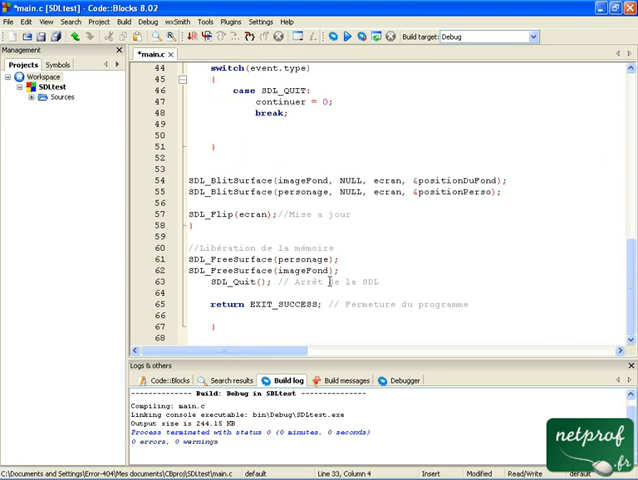 *main.c [SDLtest] - Code::Blocks 8.02
File Edit View Search Project Build Debug wxSmith Tools Plugins Settings Help
Build target: Debug
Management
Projects Symbols
Workspace
SDLtest
Sources
*main.c
44 switch(event.type)
45 {
46 case SDL_QUIT:
47 continuer = 0;
48 break;
49
50
51 }
52
53
54 SDL_BlitSurface(imageFond, NULL, ecran, &positionDuFond);
55 SDL_BlitSurface(personage, NULL, ecran, &positionPerso);
56
57 SDL_Flip(ecran);//Mise a jour
58 }
59
60 //Libération de la mémoire
61 SDL_FreeSurface(personage);
62 SDL_FreeSurface(imageFond);
63 SDL_Quit(); // Arrêt de la SDL
64
65 return EXIT_SUCCESS; // Fermeture du programme
66
67 }
68
Logs & others
Code::Blocks Search results Build log Build messages Debugger
-------------- Build: Debug in SDLtest ---------------
Compiling: main.c
Linking console executable: bin\Debug\SDLtest.exe
Output size is 244.15 KB
Process terminated with status 0 (0 minutes, 0 seconds)
0 errors, 0 warnings
netprof
.fr
C:\Documents and Settings\Error-404\Mes documents\CBproj\SDLtest\main.c default Line 33, Column 4 Insert Modified Read/Write default